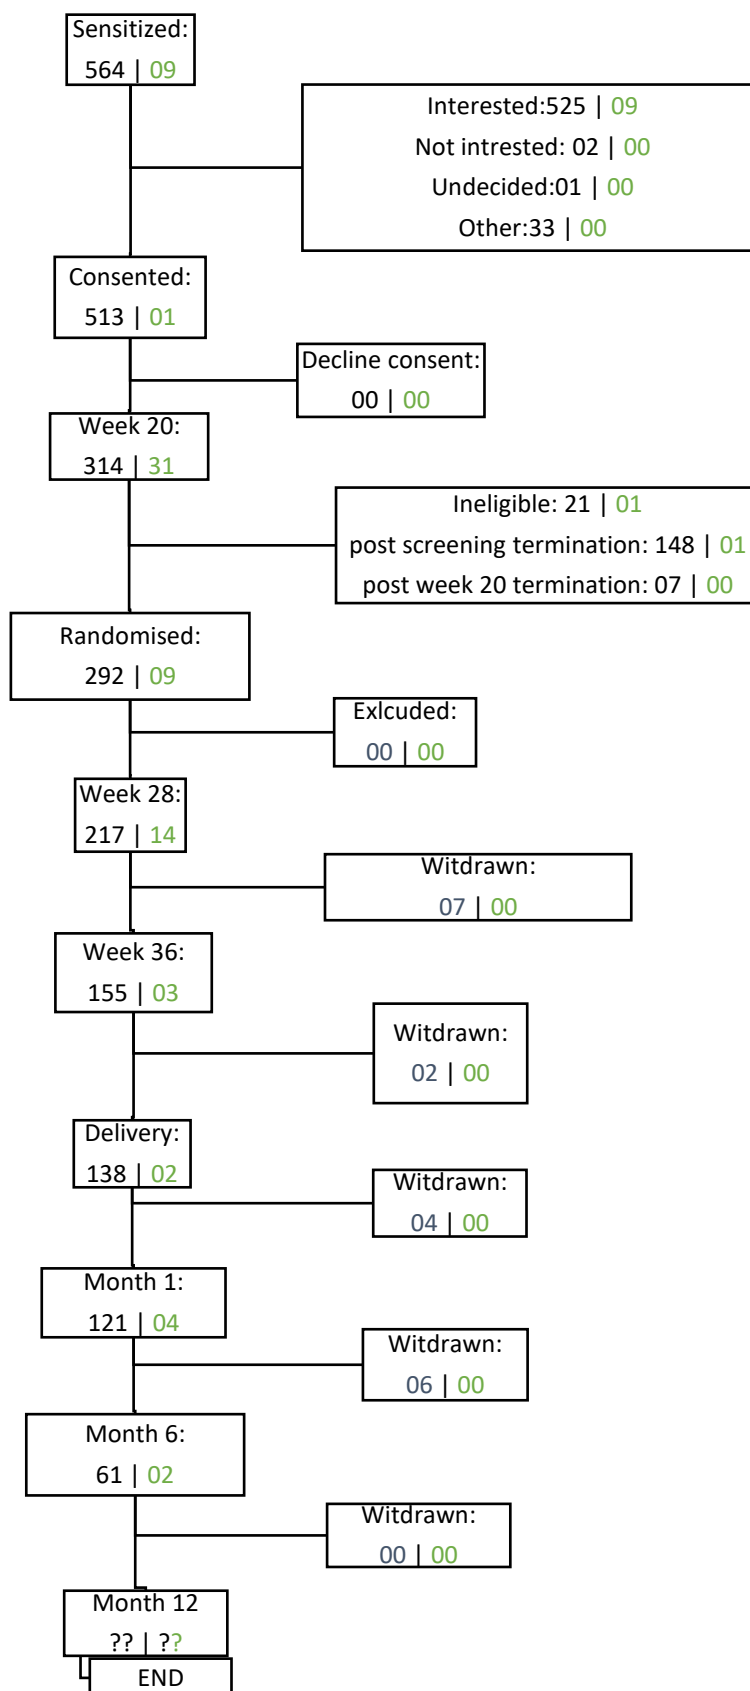 Sensitized:
564 | 09
Interested:525 | 09
Not intrested: 02 | 00
Undecided:01 | 00
Other:33 | 00
Consented:
513 | 01
Decline consent:
00 | 00
Week 20:
314 | 31
Ineligible: 21 | 01
post screening termination: 148 | 01
post week 20 termination: 07 | 00
Randomised:
292 | 09
Exlcuded:
00 | 00
Week 28:
217 | 14
Witdrawn:
07 | 00
Week 36:
155 | 03
Witdrawn:
02 | 00
Delivery:
138 | 02
Witdrawn:
04 | 00
Month 1:
121 | 04
Witdrawn:
06 | 00
Month 6:
61 | 02
Witdrawn:
00 | 00
Month 12
?? | ??
END